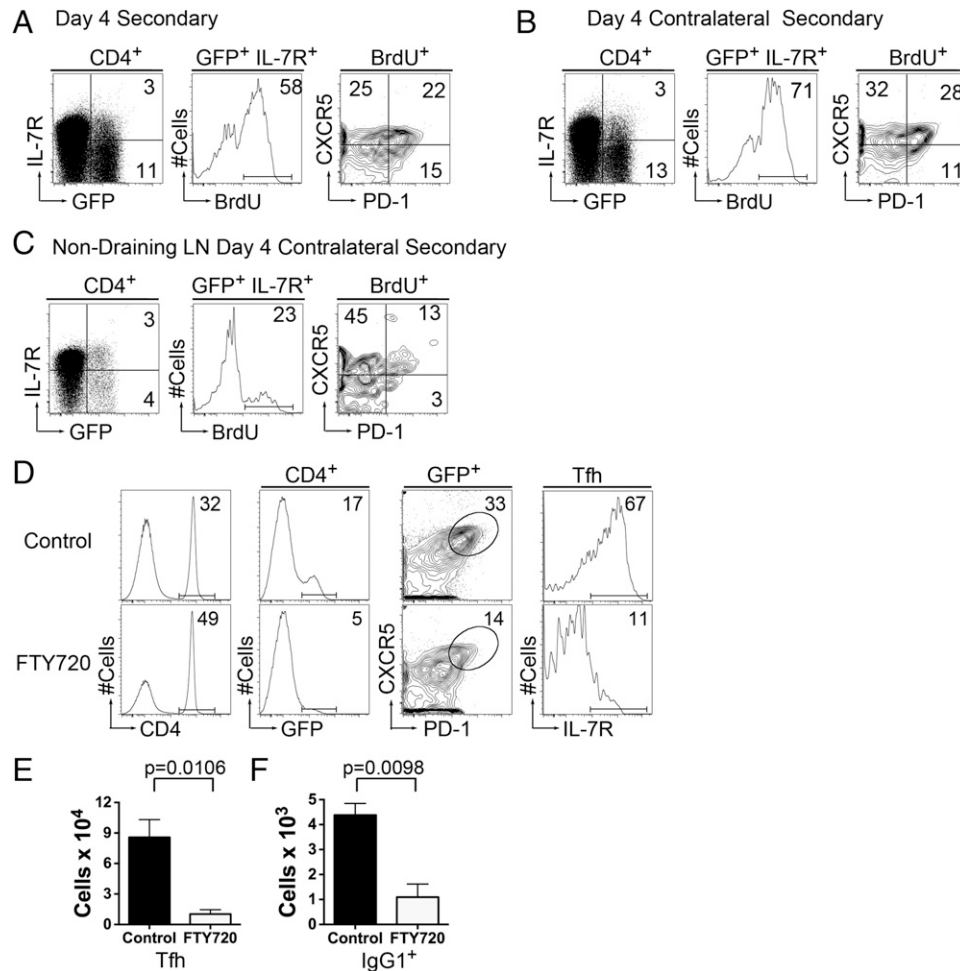 A Day 4 Secondary
CD4+ GFP+ IL-7R+ BrdU+
3 58 25 22
11 15
IL-7R #Cells CXCR5
GFP BrdU PD-1
B Day 4 Contralateral Secondary
CD4+ GFP+ IL-7R+ BrdU+
3 71 32 28
13 11
IL-7R #Cells CXCR5
GFP BrdU PD-1
C Non-Draining LN Day 4 Contralateral Secondary
CD4+ GFP+ IL-7R+ BrdU+
3 23 45 13
4 3
IL-7R #Cells CXCR5
GFP BrdU PD-1
D
CD4+ GFP+ Tfh
Control 32 17 33 67
FTY720 49 5 14 11
#Cells #Cells CXCR5 #Cells
CD4 GFP PD-1 IL-7R
E
p=0.0106
Cells x 10^4
12
9
6
3
0
Control FTY720
Tfh
F
p=0.0098
Cells x 10^3
5
4
3
2
1
0
Control FTY720
IgG1+